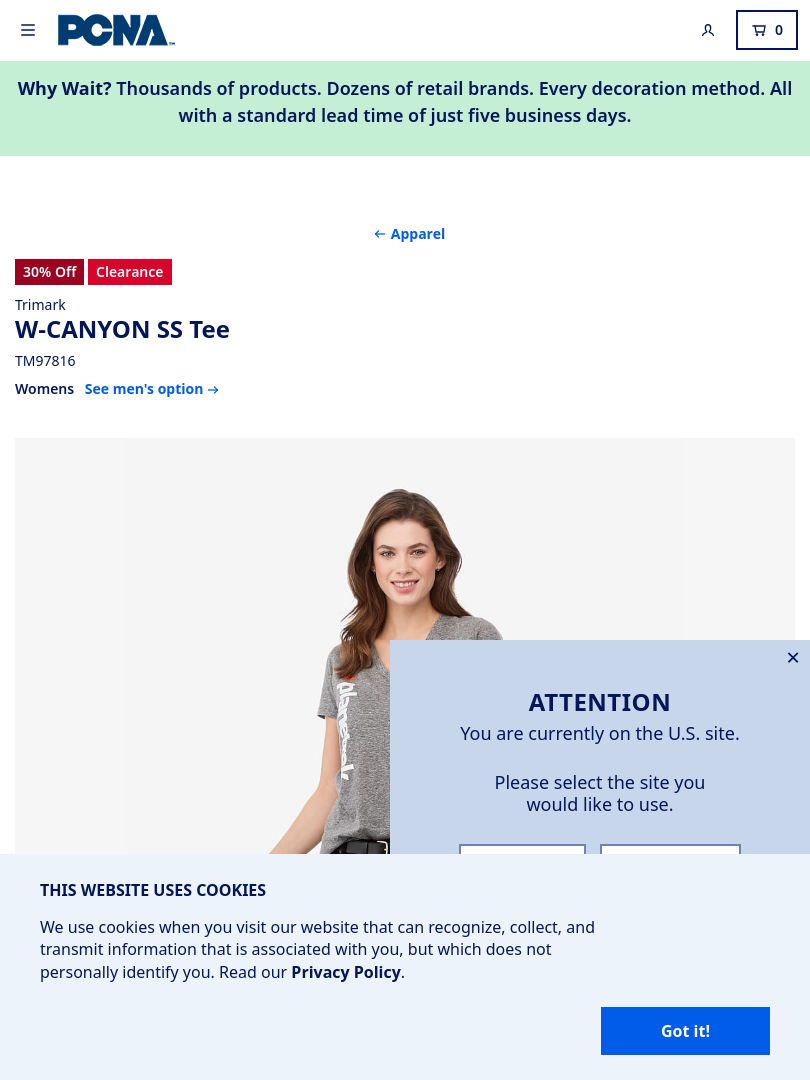 PCNA
0
Why Wait? Thousands of products. Dozens of retail brands. Every decoration method. All
with a standard lead time of just five business days.
Apparel
30% Off
Clearance
Trimark
W-CANYON SS Tee
TM97816
Womens
See men's option
ATTENTION
You are currently on the U.S. site.
Please select the site you
would like to use.
THIS WEBSITE USES COOKIES
We use cookies when you visit our website that can recognize, collect, and
transmit information that is associated with you, but which does not
personally identify you. Read our Privacy Policy.
Got it!